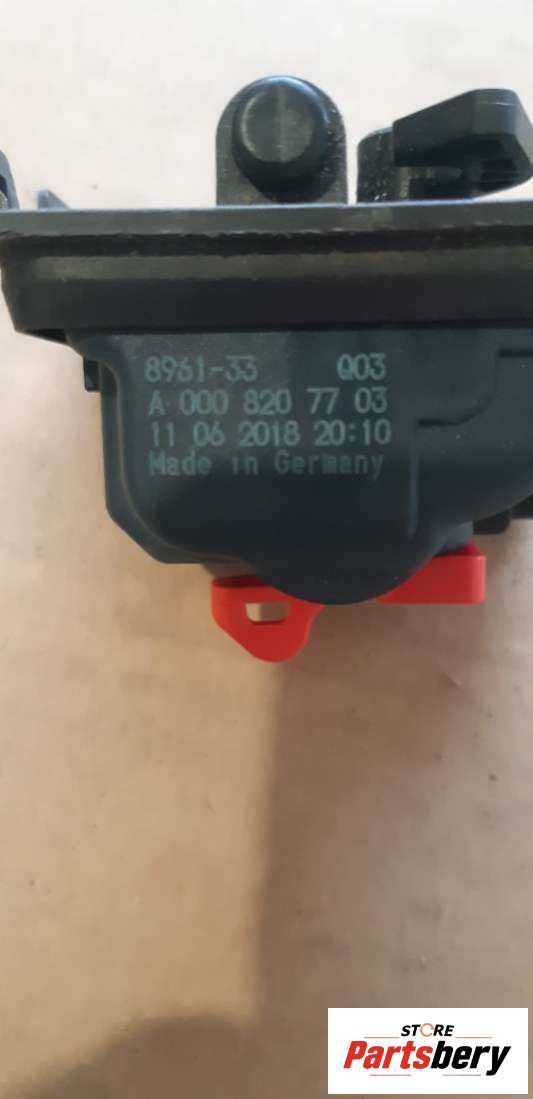 8961-33 Q03
A 000 820 77 03
11 06 2018 20:10
Made in Germany
STORE
Partsbery